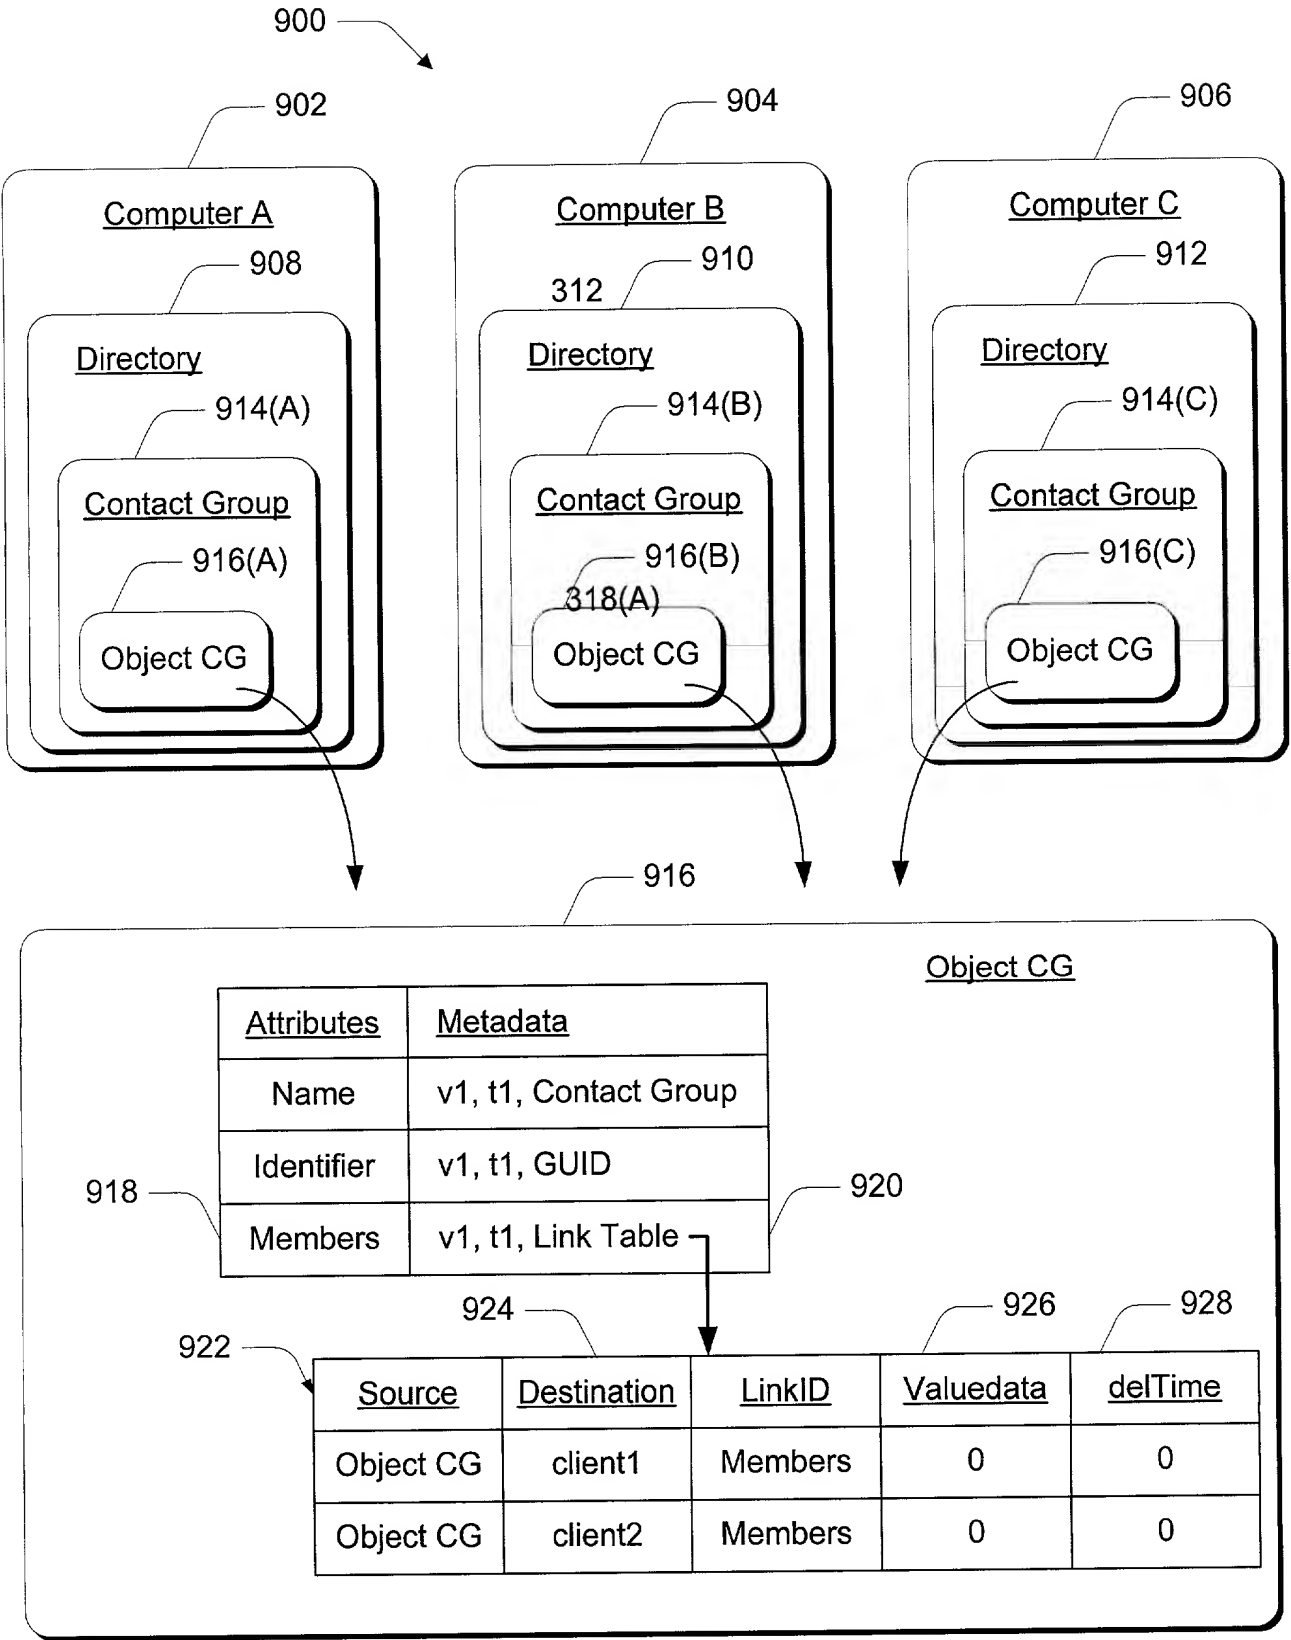 900
902
904
906
Computer A
Computer B
Computer C
908
910
912
312
Directory
Directory
Directory
914(A)
914(B)
914(C)
Contact Group
Contact Group
Contact Group
916(A)
916(B)
916(C)
318(A)
Object CG
Object CG
Object CG
916
Object CG
Attributes Metadata
Name v1, t1, Contact Group
Identifier v1, t1, GUID
918
920
Members v1, t1, Link Table
924
926
928
922
Source Destination LinkID Valuedata delTime
Object CG client1 Members 0 0
Object CG client2 Members 0 0